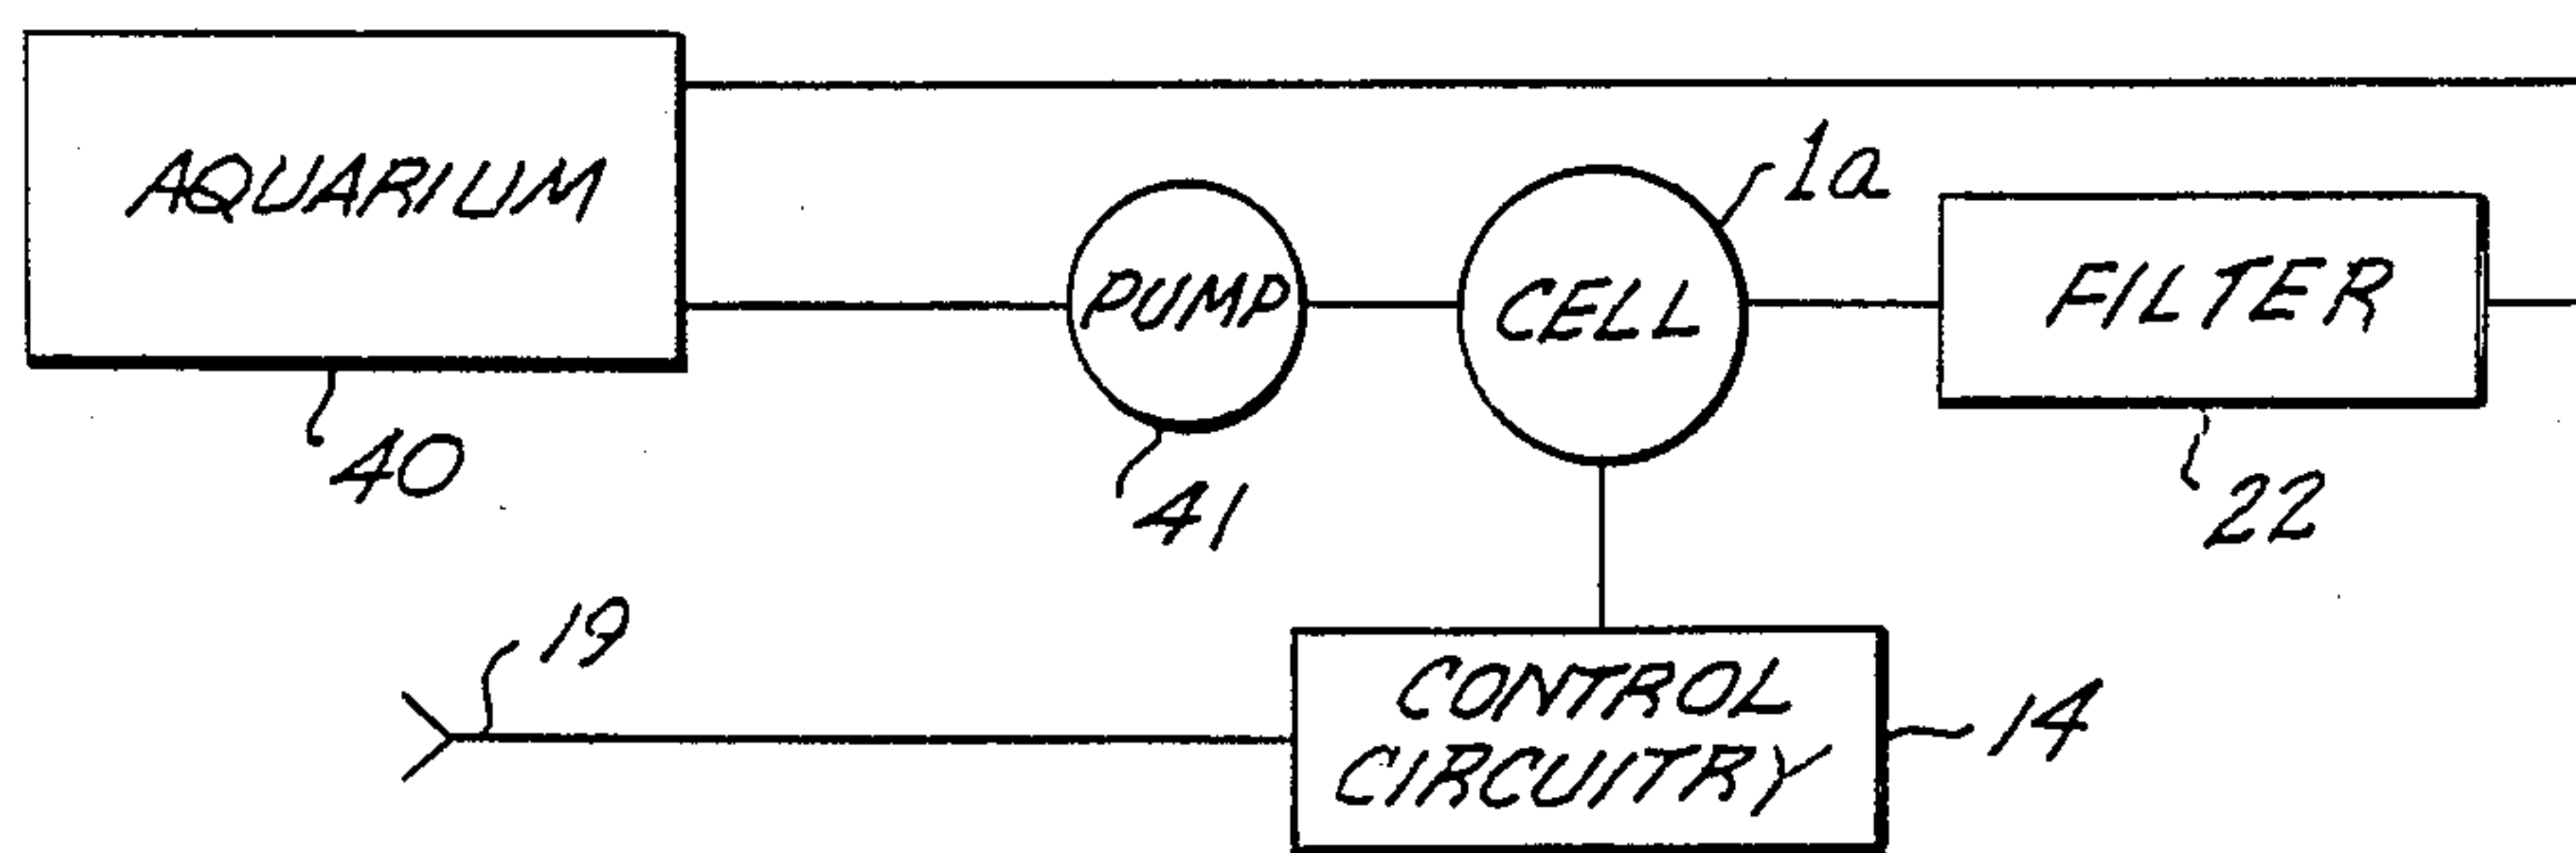 AQUARIUM
40
PUMP
41
CELL
1a
FILTER
22
19
CONTROL
CIRCUITRY
14